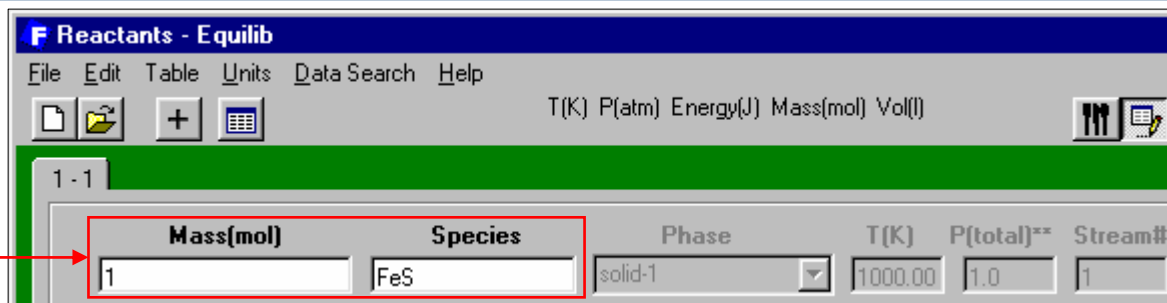 F Reactants - Equilib
File Edit Table Units Data Search Help
T(K) P(atm) Energy(J) Mass(mol) Vol(l)
+
1 - 1
Mass(mol) Species Phase T(K) P(total)** Stream#
1 FeS solid-1 1000.00 1.0 1